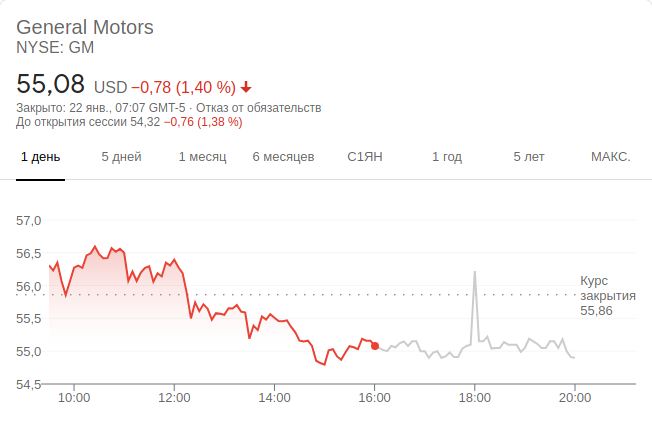 General Motors
NYSE: GM
55,08 USD −0,78 (1,40 %)
Закрыто: 22 янв., 07:07 GMT-5 · Отказ от обязательств
До открытия сессии 54,32 −0,76 (1,38 %)
1 день 5 дней 1 месяц 6 месяцев С1ЯН 1 год 5 лет МАКС.
57,0
56,5
56,0
55,5
55,0
54,5
Курс
закрытия
55,86
10:00 12:00 14:00 16:00 18:00 20:00